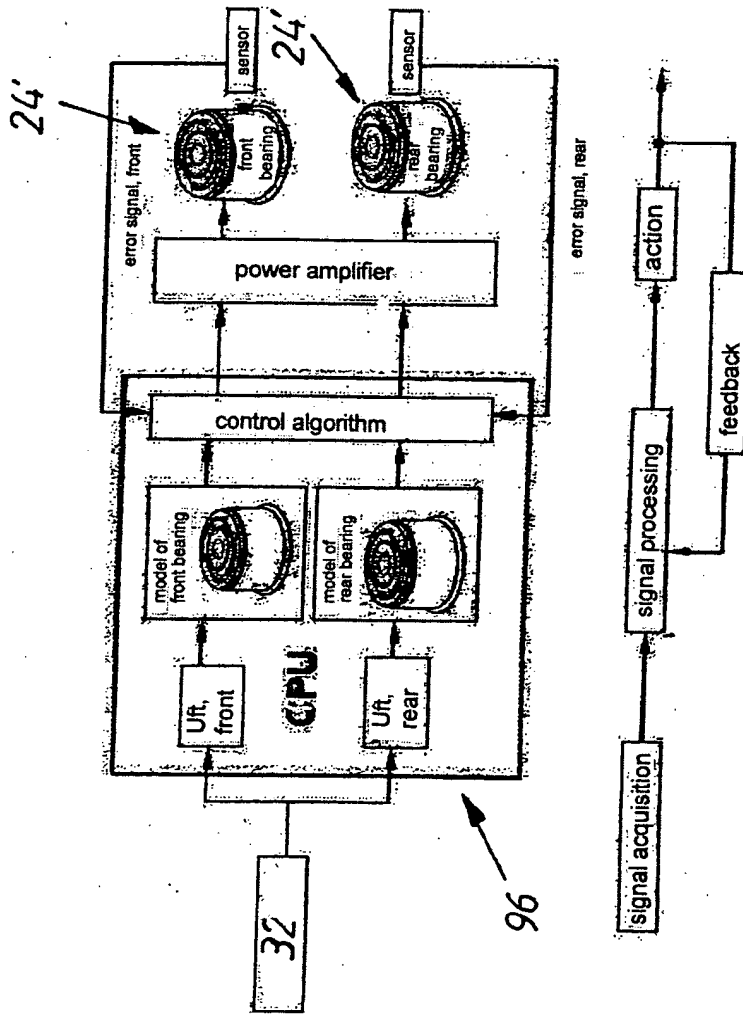 24'
error signal, front
sensor
front
bearing
24'
sensor
rear
bearing
error signal, rear
power amplifier
control algorithm
model of
front bearing
model of
rear bearing
CPU
Uft,
front
Uft,
rear
32
96
signal acquisition
signal processing
action
feedback